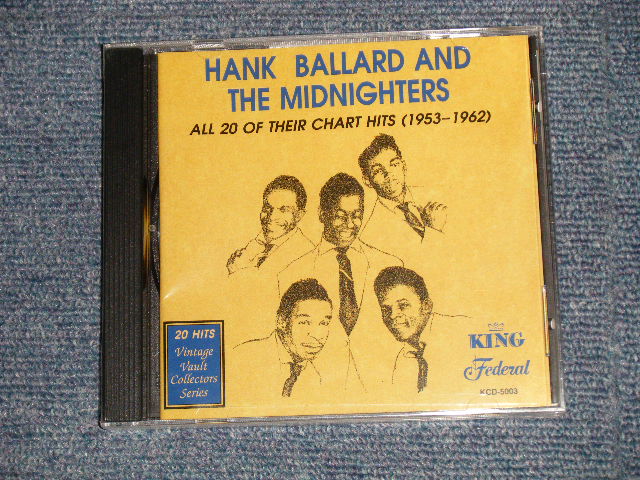 HANK BALLARD AND
THE MIDNIGHTERS
ALL 20 OF THEIR CHART HITS (1953–1962)
20 HITS
Vintage
Vault
Collectors
Series
KING
Federal
KCD-5003